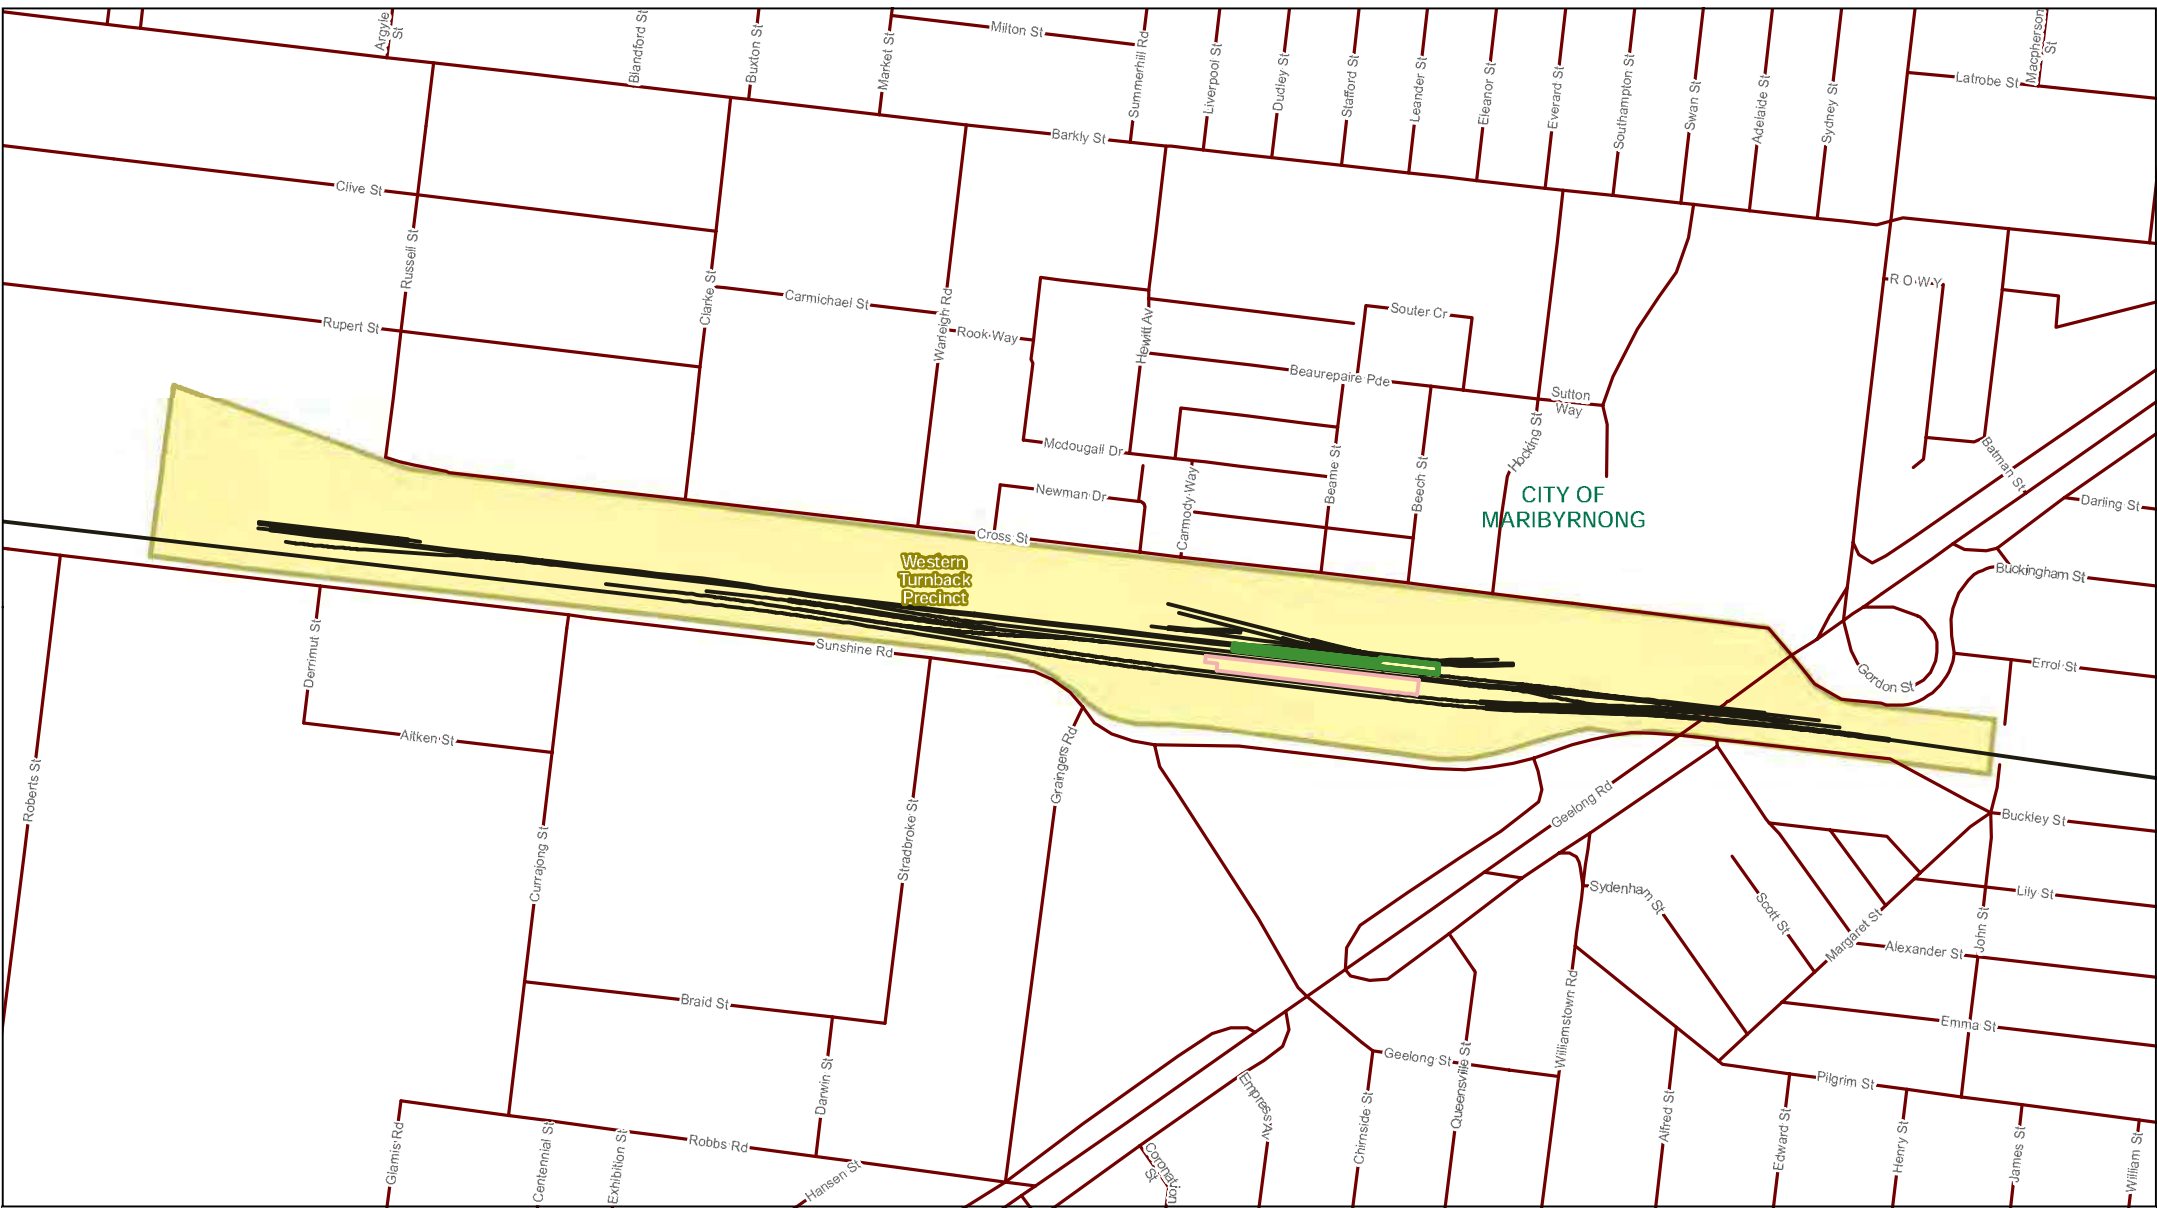 Argyle
St
Blandford St
Buxton St
Market St
Milton St
Summerhill Rd
Liverpool St
Dudley St
Stafford St
Leander St
Eleanor St
Everard St
Southampton St
Swan St
Adelaide St
Sydney St
Macpherson
St
Latrobe St
Barkly St
Clive St
Russell St
Clarke St
Carmichael St
Warleigh Rd
Rook Way
Hewitt Av
Souter Cr
Beaurepaire Pde
Sutton
Way
R O W Y
Rupert St
Mcdougall Dr
Newman Dr
Carmody Way
Beame St
Beech St
Hocking St
CITY OF
MARIBYRNONG
Batman St
Darling St
Cross St
Western
Turnback
Precinct
Buckingham St
Derrimut St
Sunshine Rd
Errol St
Gordon St
Aitken St
Roberts St
Graingers Rd
Geelong Rd
Buckley St
Currajong St
Stradbroke St
Sydenham St
Scott St
Margaret St
Lily St
John St
Alexander St
Braid St
Williamstown Rd
Emma St
Darwin St
Geelong St
Queensville St
Empress Av
Chirnside St
Pilgrim St
Alfred St
Edward St
Henry St
James St
William St
Glamis Rd
Centennial St
Exhibition St
Robbs Rd
Hansen St
Coronation
St